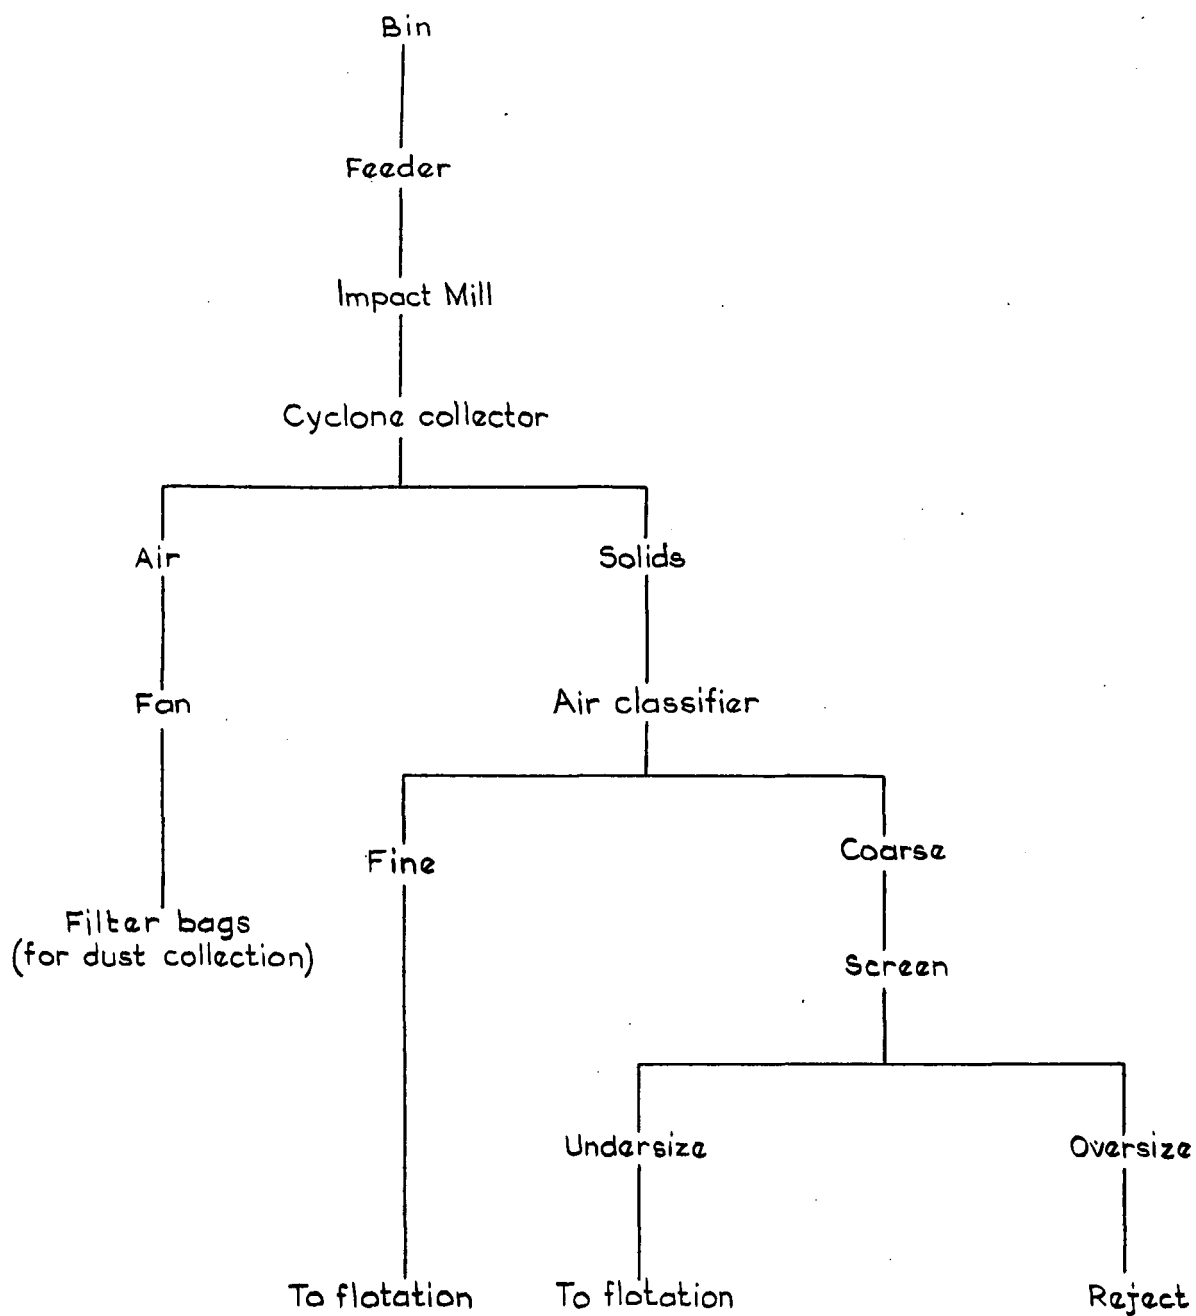 Bin
Feeder
Impact Mill
Cyclone collector
Air
Solids
Fan
Air classifier
Fine
Coarse
Filter bags
(for dust collection)
Screen
Undersize
Oversize
To flotation
To flotation
Reject